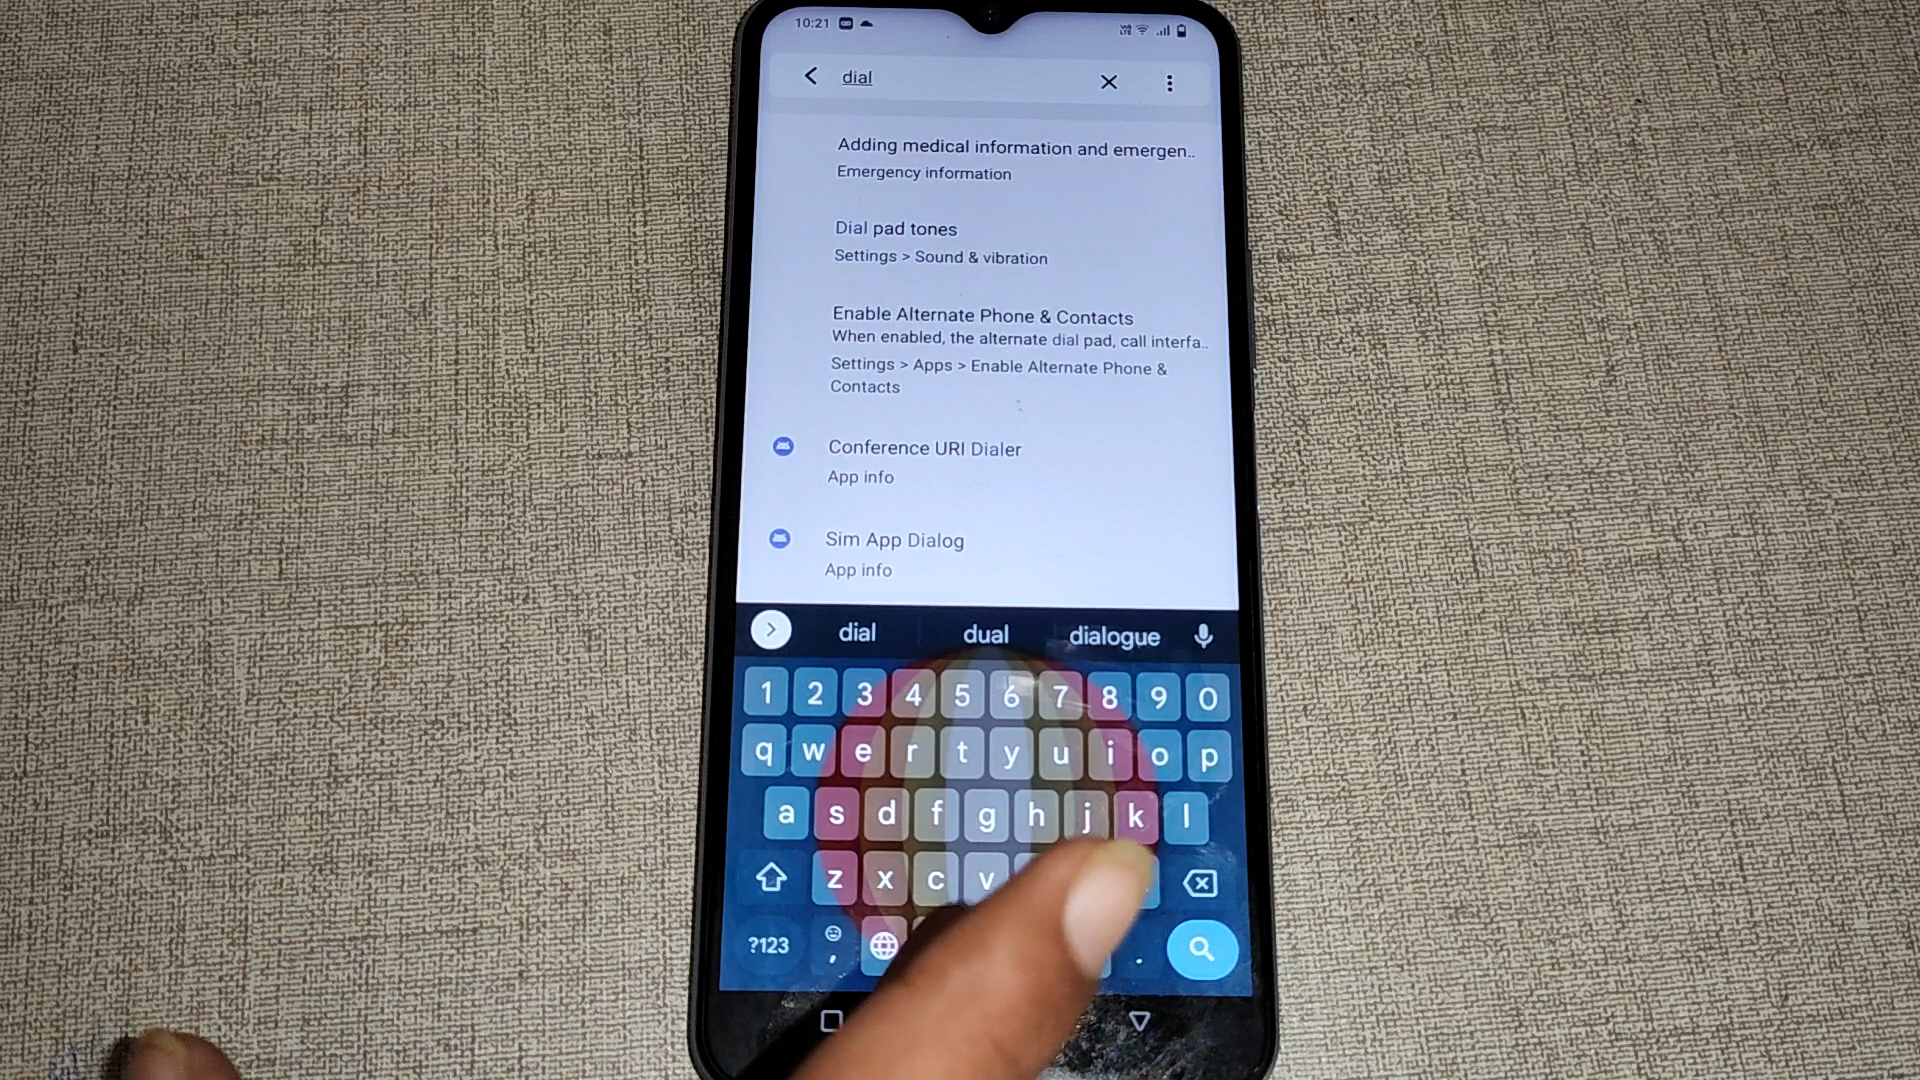 10:21
VoLTE
dial
Adding medical information and emergen..
Emergency information
Dial pad tones
Settings > Sound & vibration
Enable Alternate Phone & Contacts
When enabled, the alternate dial pad, call interfa..
Settings > Apps > Enable Alternate Phone &
Contacts
Conference URI Dialer
App info
Sim App Dialog
App info
dial dual dialogue
1 2 3 4 5 6 7 8 9 0
q w e r t y u i o p
a s d f g h j k l
z x c v
?123 , .